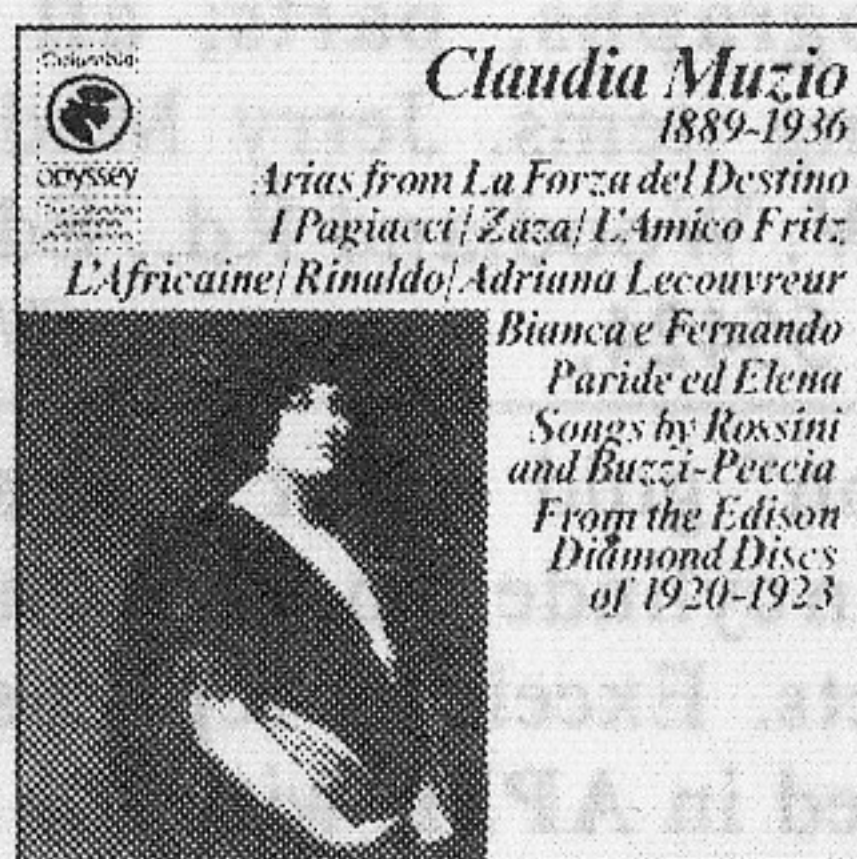 Columbia
ODYSSEY
Claudia Muzio
1889-1936
Arias from La Forza del Destino
I Pagiacci/Zaza/L'Amico Fritz
L'Africaine/Rinaldo/Adriana Lecouvreur
Bianca e Fernando
Paride ed Elena
Songs by Rossini
and Buzzi-Peccia
From the Edison
Diamond Discs
of 1920-1923